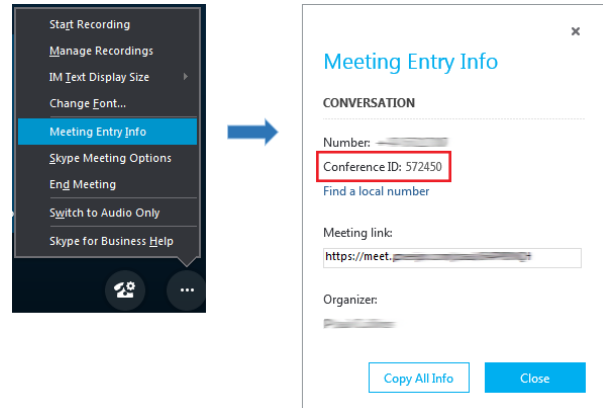 Start Recording
Manage Recordings
IM Text Display Size
Change Font...
Meeting Entry Info
Skype Meeting Options
End Meeting
Switch to Audio Only
Skype for Business Help
Meeting Entry Info
CONVERSATION
Number:
Conference ID: 572450
Find a local number
Meeting link:
https://meet.
Organizer:
Copy All Info
Close